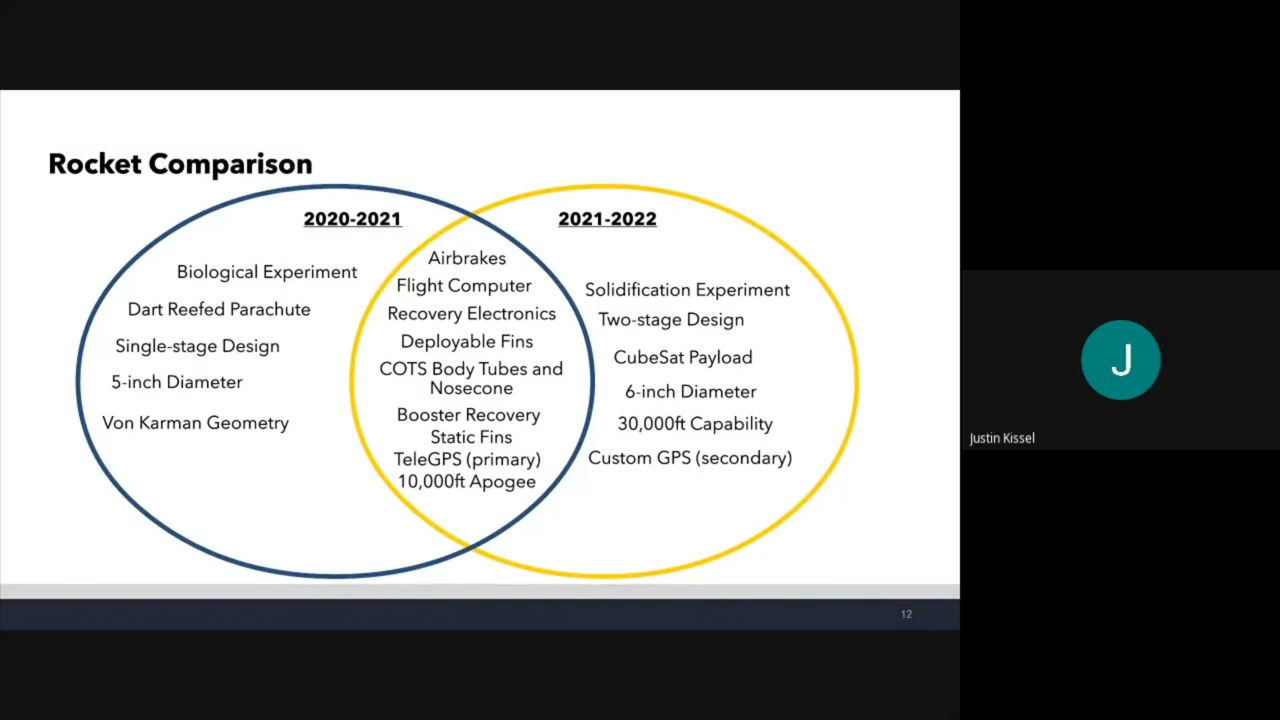 Rocket Comparison
2020-2021
Biological Experiment
Dart Reefed Parachute
Single-stage Design
5-inch Diameter
Von Karman Geometry
Airbrakes
Flight Computer
Recovery Electronics
Deployable Fins
COTS Body Tubes and
Nosecone
Booster Recovery
Static Fins
TeleGPS (primary)
10,000ft Apogee
2021-2022
Solidification Experiment
Two-stage Design
CubeSat Payload
6-inch Diameter
30,000ft Capability
Custom GPS (secondary)
12
J
Justin Kissel